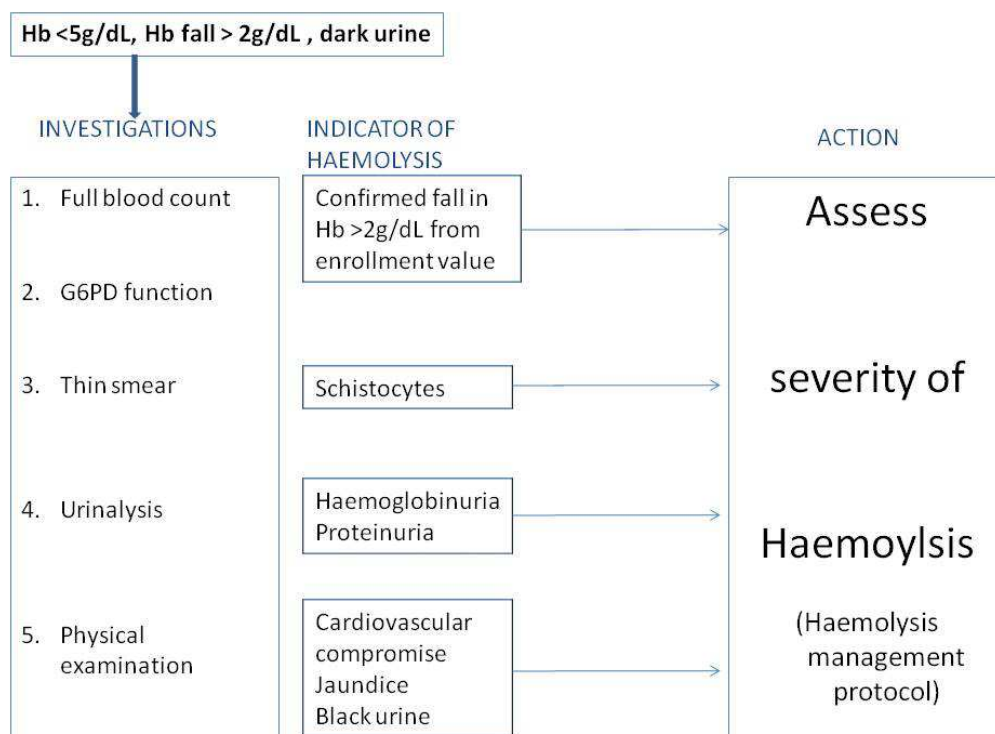 Hb <5g/dL, Hb fall > 2g/dL , dark urine
INVESTIGATIONS
INDICATOR OF
HAEMOLYSIS
ACTION
1. Full blood count
2. G6PD function
3. Thin smear
4. Urinalysis
5. Physical
examination
Confirmed fall in
Hb >2g/dL from
enrollment value
Schistocytes
Haemoglobinuria
Proteinuria
Cardiovascular
compromise
Jaundice
Black urine
Assess
severity of
Haemoylsis
(Haemolysis
management
protocol)